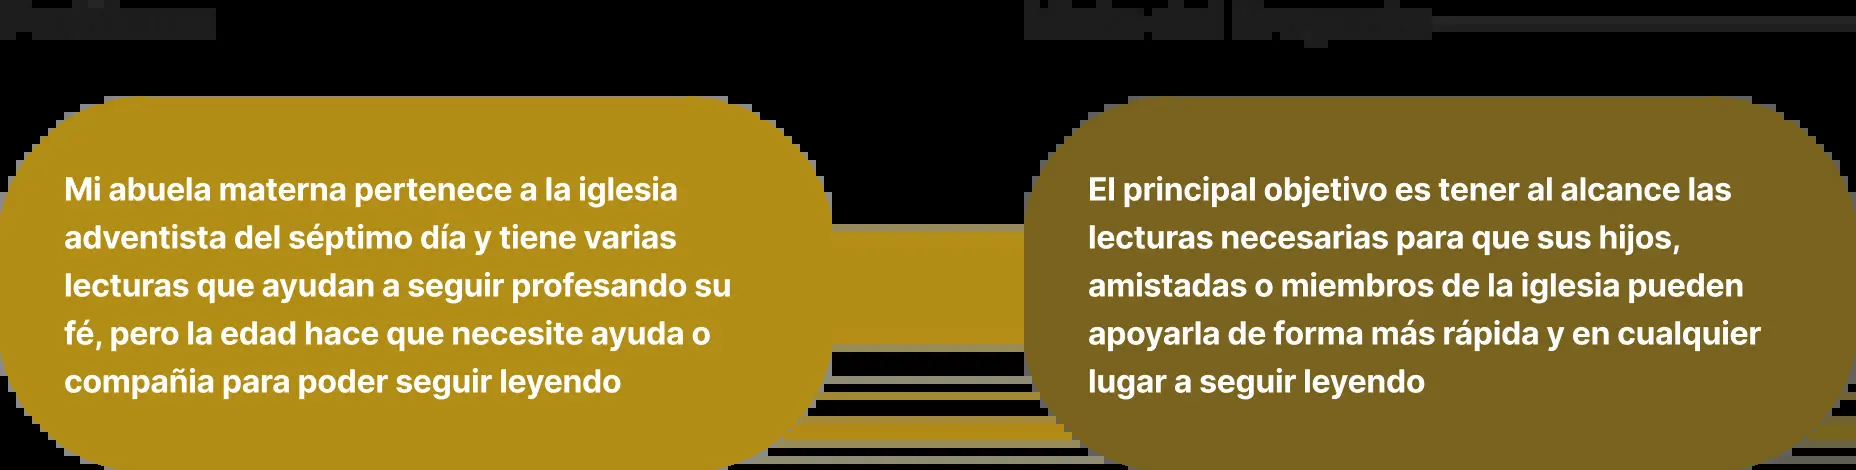 Mi abuela materna pertenece a la iglesia
adventista del séptimo día y tiene varias
lecturas que ayudan a seguir profesando su
fé, pero la edad hace que necesite ayuda o
compañia para poder seguir leyendo
El principal objetivo es tener al alcance las
lecturas necesarias para que sus hijos,
amistadas o miembros de la iglesia pueden
apoyarla de forma más rápida y en cualquier
lugar a seguir leyendo